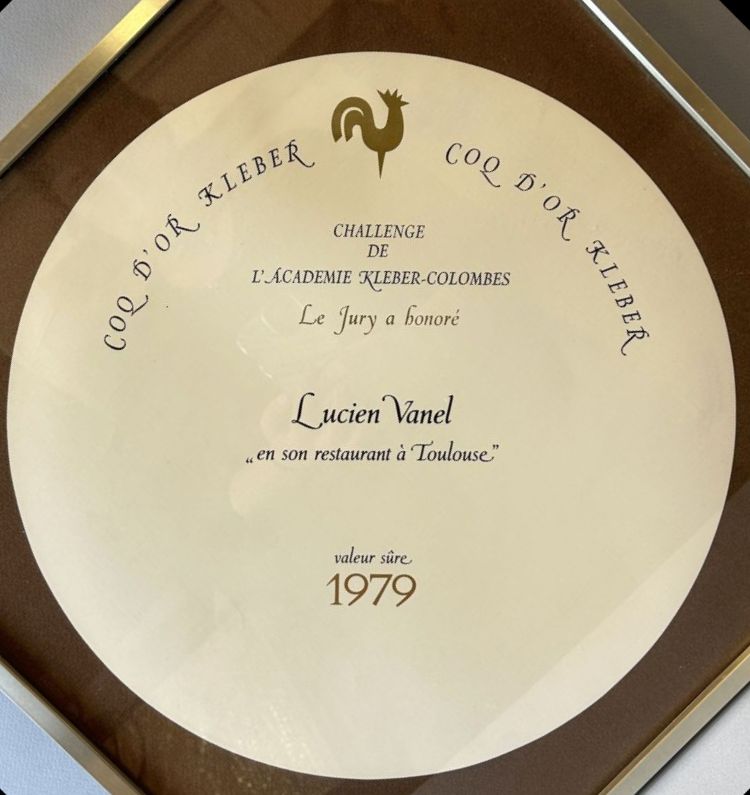 COQ D'OR KLEBER
COQ D'OR KLEBER
CHALLENGE
DE
L'ACADEMIE KLEBER-COLOMBES
Le Jury a honoré
Lucien Vanel
„en son restaurant à Toulouse”
valeur sûre
1979